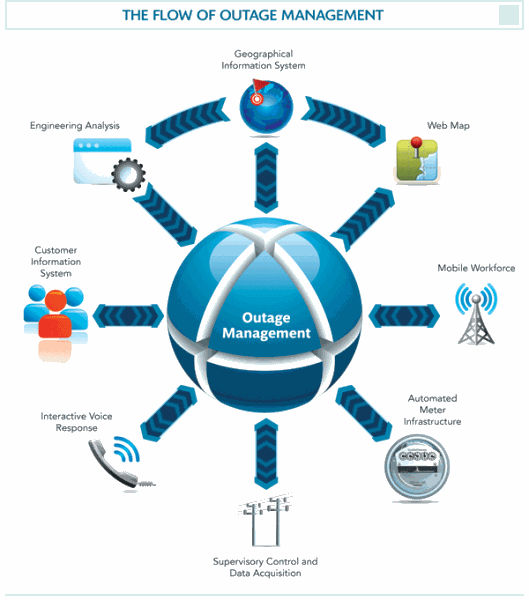 THE FLOW OF OUTAGE MANAGEMENT
Geographical
Information System
Engineering Analysis
Web Map
Customer
Information
System
Mobile Workforce
Outage
Management
Automated
Meter
Infrastructure
Interactive Voice
Response
Supervisory Control and
Data Acquisition